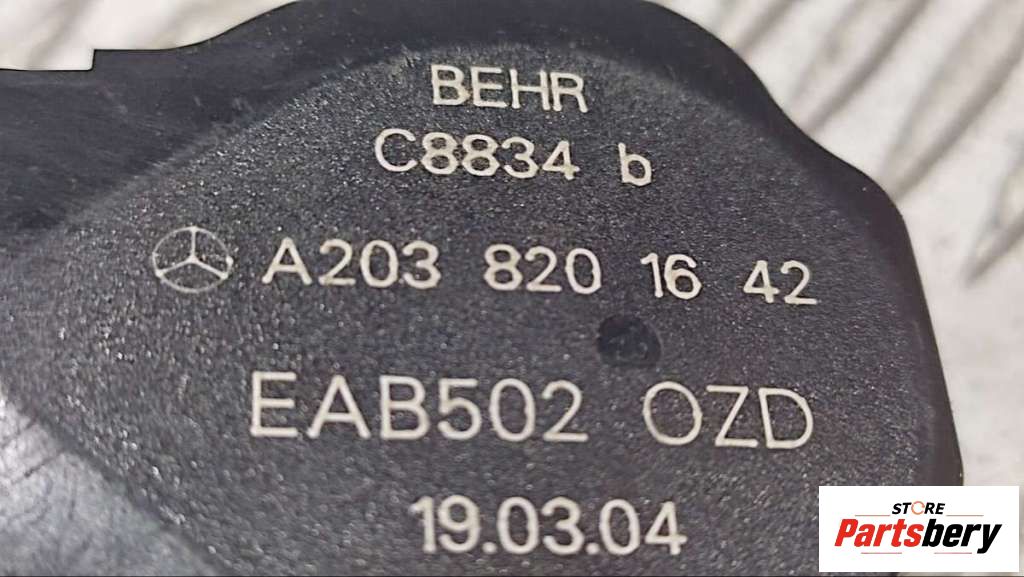 BEHR
C8834 b
A203 820 16 42
EAB502 OZD
19.03.04
STORE
Partsbery